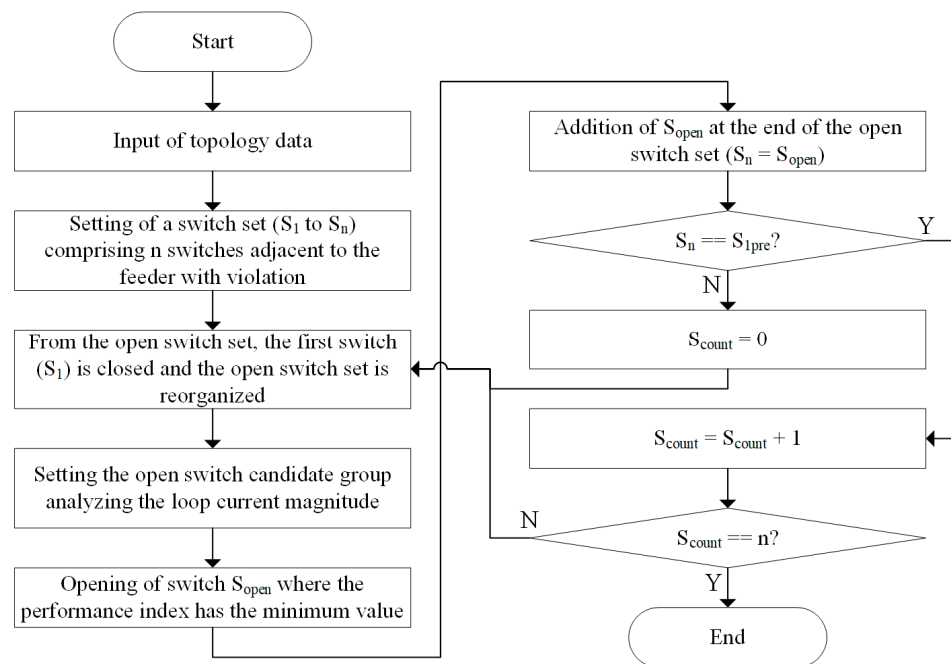 Start
Input of topology data
Setting of a switch set (S1 to Sn)
comprising n switches adjacent to the
feeder with violation
From the open switch set, the first switch
(S1) is closed and the open switch set is
reorganized
Setting the open switch candidate group
analyzing the loop current magnitude
Opening of switch Sopen where the
performance index has the minimum value
Addition of Sopen at the end of the open
switch set (Sn = Sopen)
Sn == S1pre?
Y
N
Scount = 0
Scount = Scount + 1
N
Scount == n?
Y
End